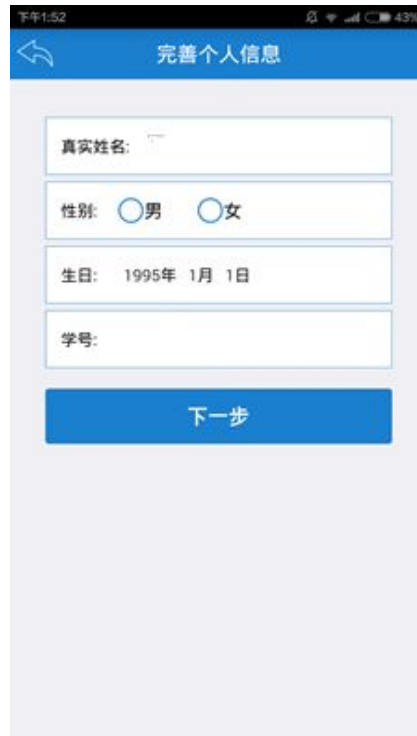 下午1:52 43%
完善个人信息
真实姓名:
性别: 男 女
生日: 1995年 1月 1日
学号:
下一步